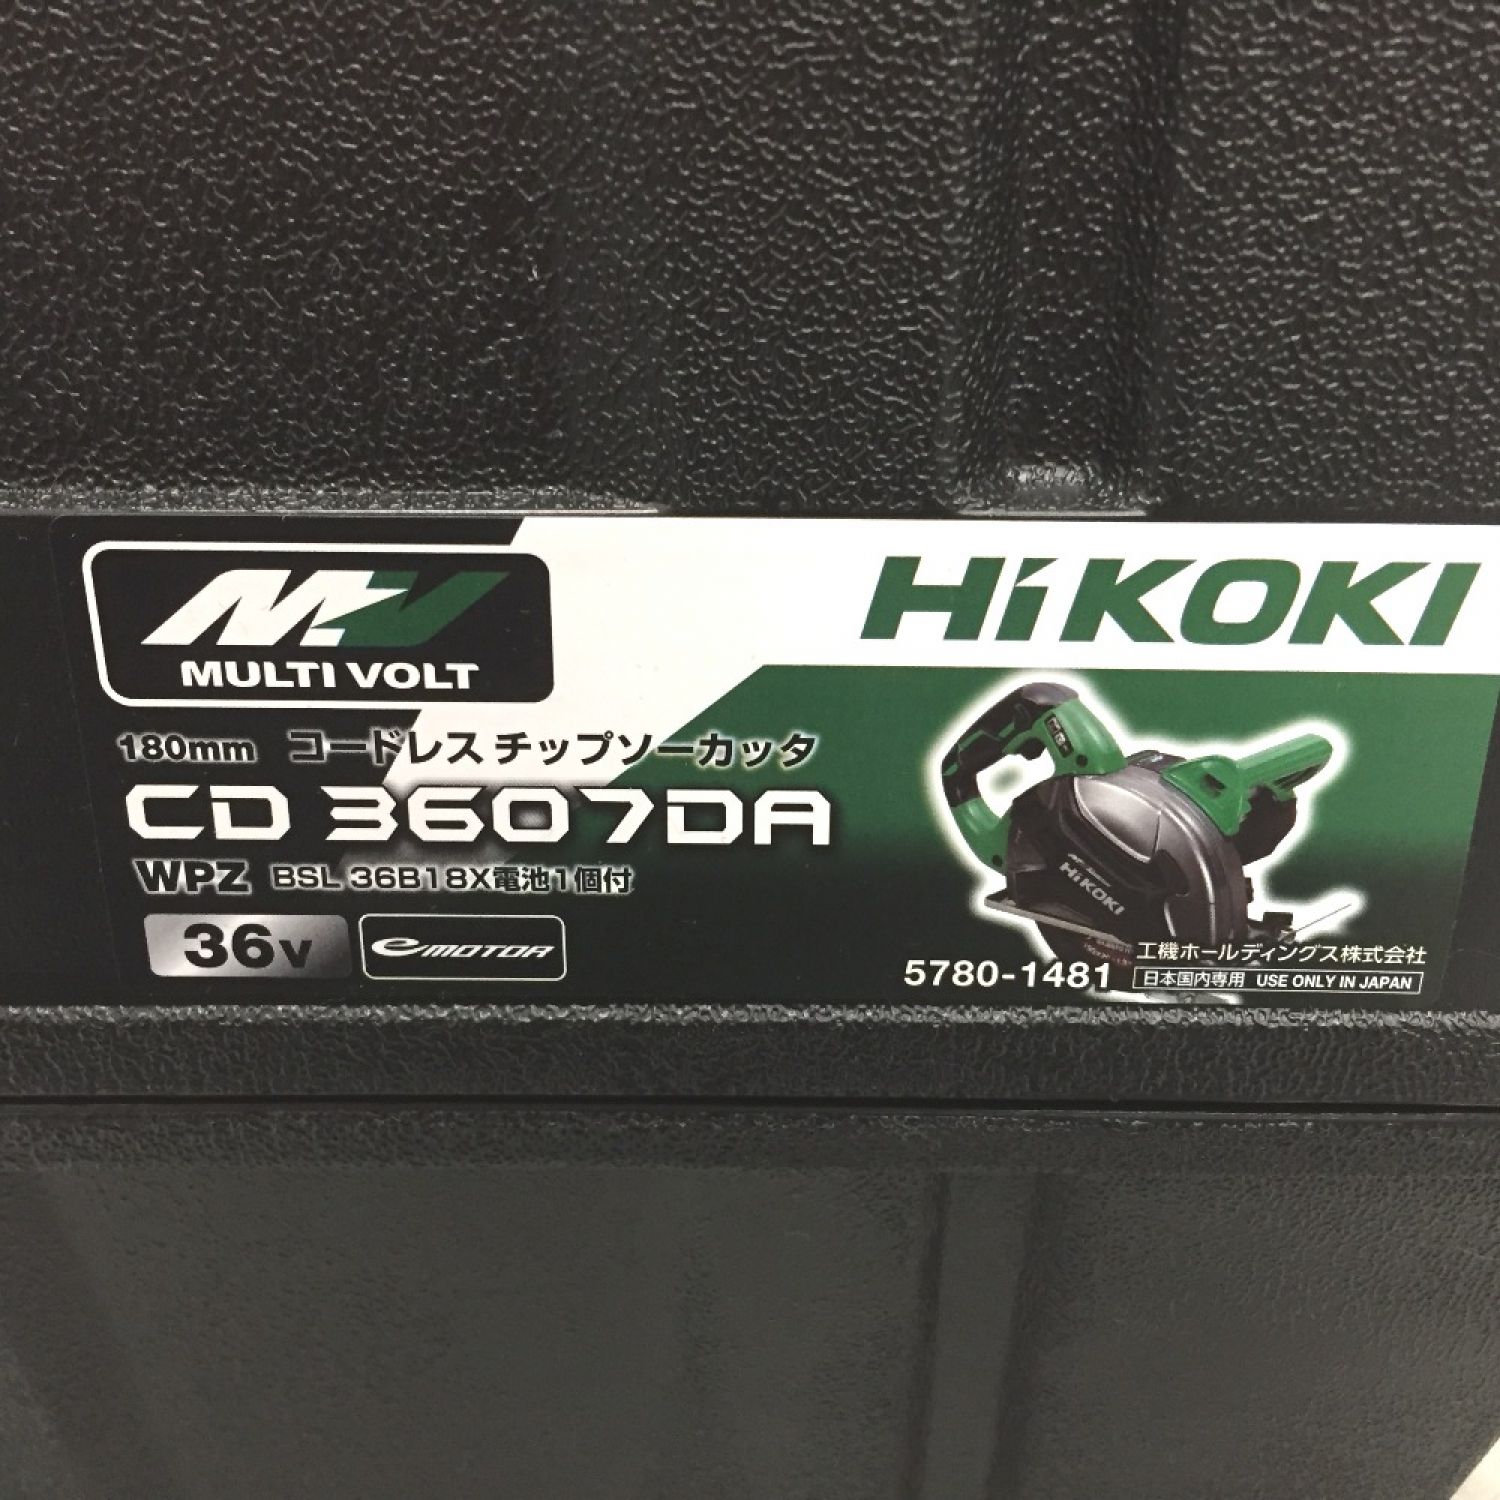 MV
MULTI VOLT
HiKOKI
180mm コードレス チップソーカッタ
CD 3607DA
WPZ BSL 36B18X電池1個付
36V
e MOTOR
HiKOKI
5780-1481
工機ホールディングス株式会社
日本国内専用 USE ONLY IN JAPAN